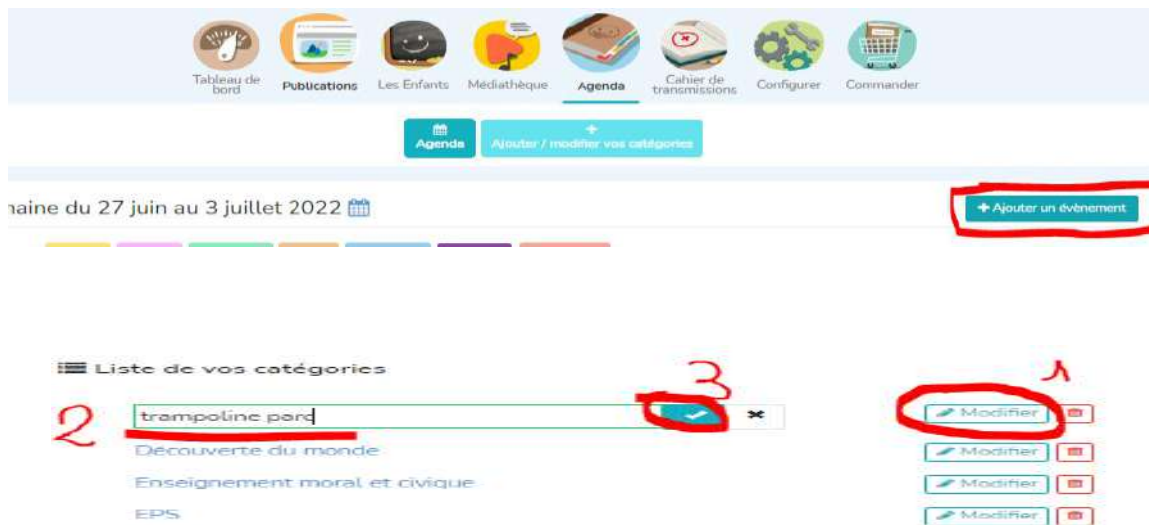 Tableau de bord Publications Les Enfants Médiathèque Agenda Cahier de transmissions Configurer Commander
Agenda + Ajouter / modifier vos catégories
naine du 27 juin au 3 juillet 2022 + Ajouter un évènement
Liste de vos catégories 3 1
2 trampoline parc Modifier
Découverte du monde Modifier
Enseignement moral et civique Modifier
EPS Modifier